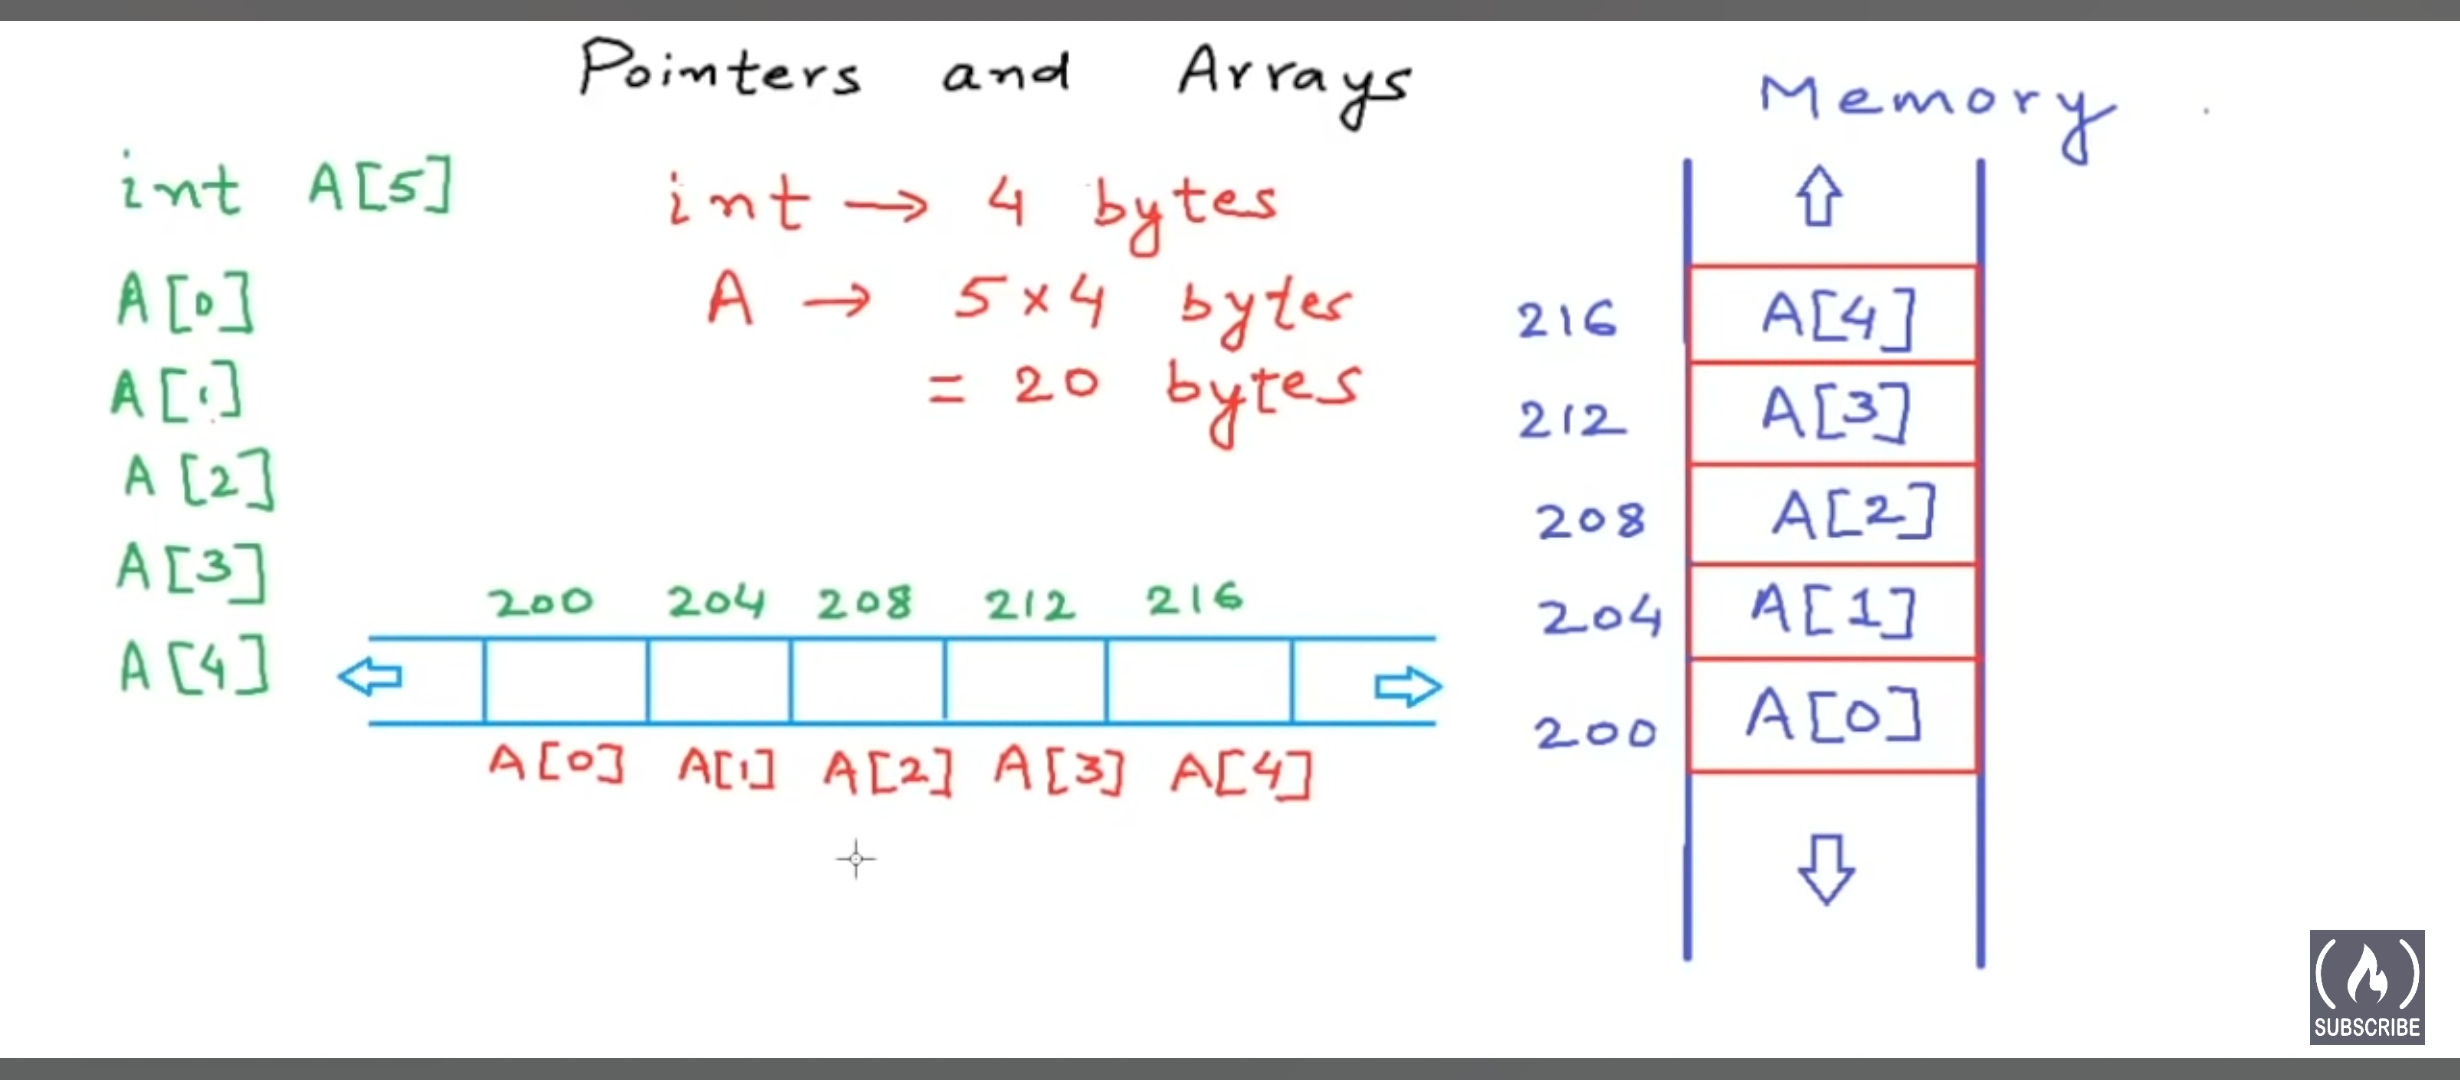 Pointers and Arrays
Memory
int A[5]
int → 4 bytes
A[0]
A → 5×4 bytes
= 20 bytes
A[1]
A[2]
A[3]
A[4]
200 204 208 212 216
A[0] A[1] A[2] A[3] A[4]
216 A[4]
212 A[3]
208 A[2]
204 A[1]
200 A[0]
SUBSCRIBE